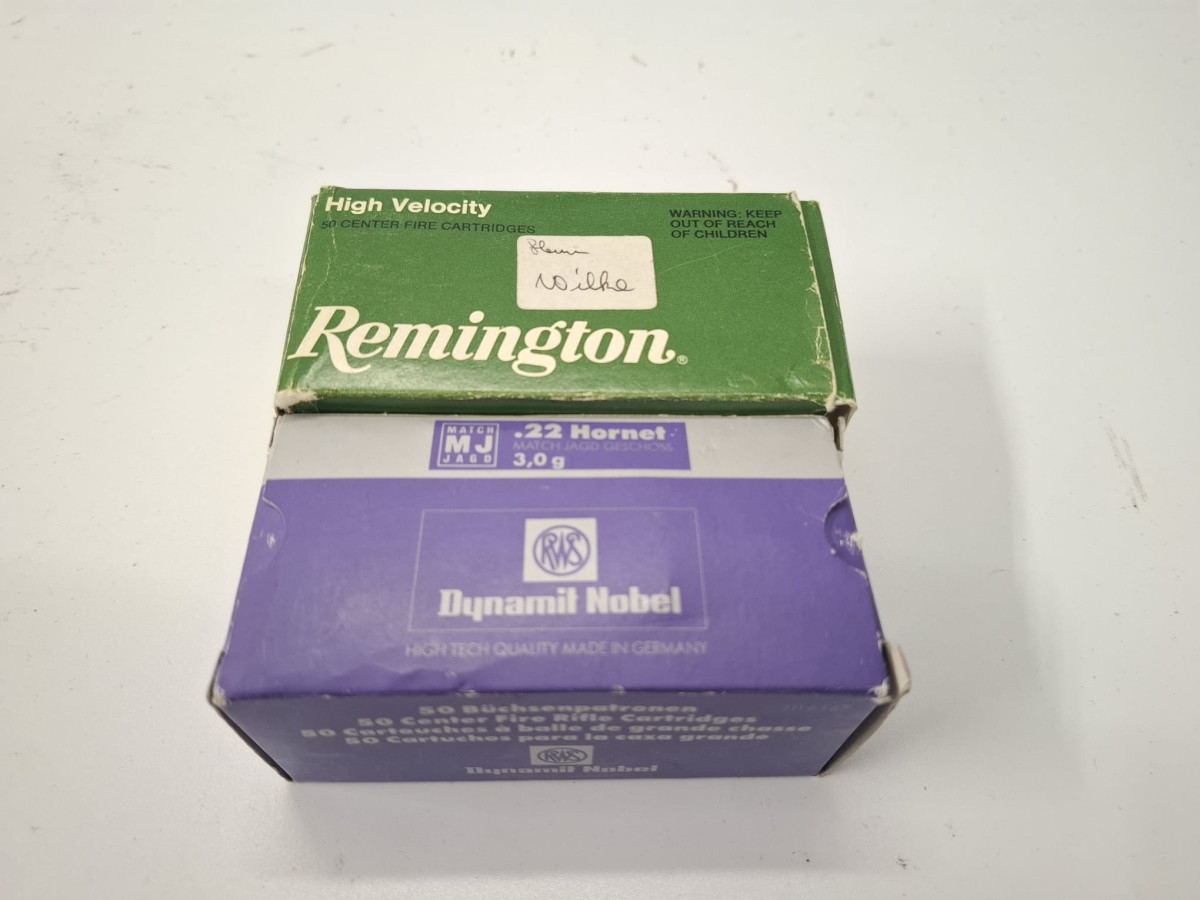 High Velocity
50 CENTER FIRE CARTRIDGES
WARNING: KEEP
OUT OF REACH
OF CHILDREN
Wilke
Remington®
MATCH
MJ
JAGD
.22 Hornet
MATCH JAGD GESCHOSS
3,0 g
RWS
Dynamit Nobel
HIGH TECH QUALITY MADE IN GERMANY
50 Büchsenpatronen
50 Center Fire Rifle Cartridges
50 Cartouches à balle de grande chasse
50 Cartuchos para la caza grande
RWS
Dynamit Nobel